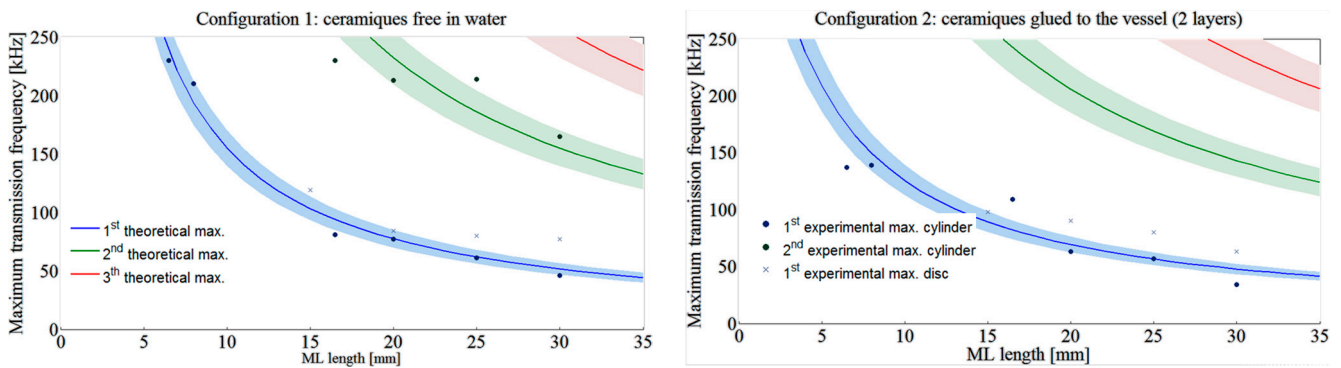 Configuration 1: ceramiques free in water
Maximum transmission frequency [kHz]
250
200
150
100
50
0
1st theoretical max.
2nd theoretical max.
3th theoretical max.
0 5 10 15 20 25 30 35
ML length [mm]
Configuration 2: ceramiques glued to the vessel (2 layers)
Maximum tranmission frequency [kHz]
250
200
150
100
50
0
1st experimental max. cylinder
2nd experimental max. cylinder
1st experimental max. disc
0 5 10 15 20 25 30 35
ML length [mm]